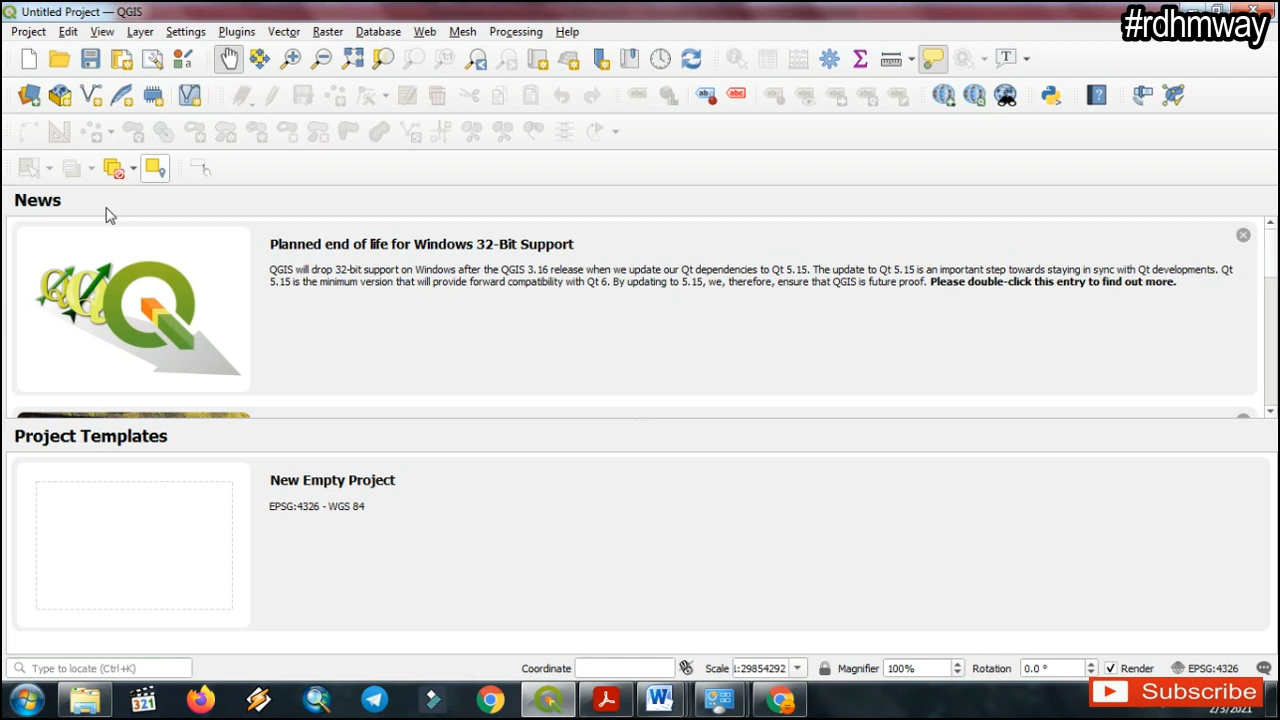 Untitled Project — QGIS
#rdhmway
Project Edit View Layer Settings Plugins Vector Raster Database Web Mesh Processing Help
News
Planned end of life for Windows 32-Bit Support
QGIS will drop 32-bit support on Windows after the QGIS 3.16 release when we update our Qt dependencies to Qt 5.15. The update to Qt 5.15 is an important step towards staying in sync with Qt developments. Qt
5.15 is the minimum version that will provide forward compatibility with Qt 6. By updating to 5.15, we, therefore, ensure that QGIS is future proof. Please double-click this entry to find out more.
Project Templates
New Empty Project
EPSG:4326 - WGS 84
Type to locate (Ctrl+K) Coordinate Scale 1:29854292 Magnifier 100% Rotation 0.0 ° Render EPSG:4326
321
Subscribe
2/3/2021